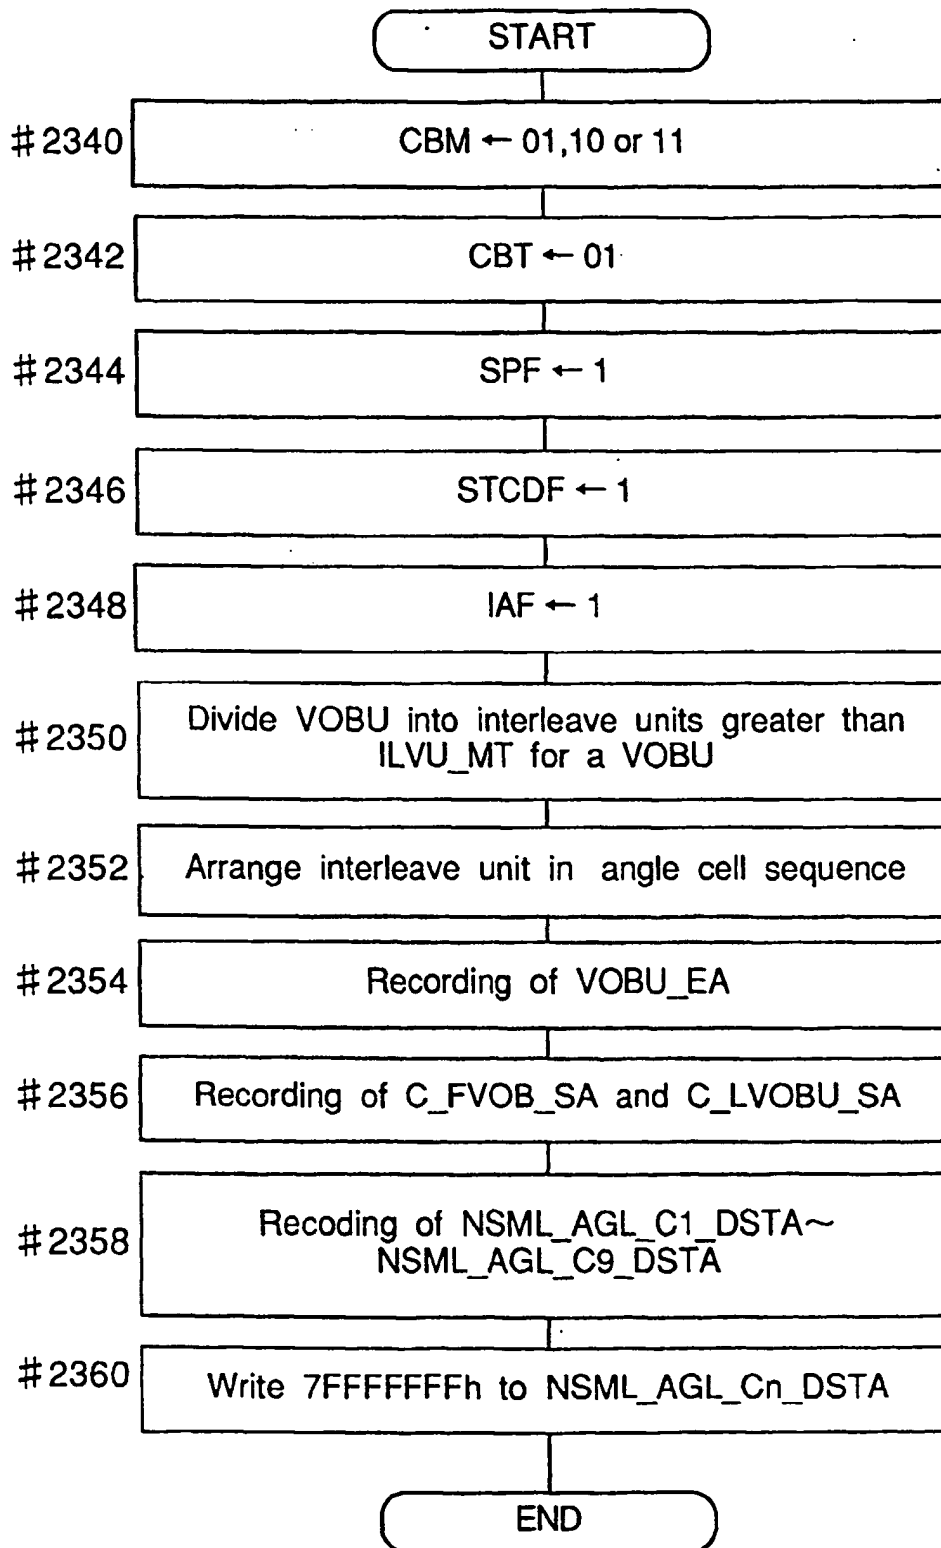 START
#2340 CBM ← 01,10 or 11
#2342 CBT ← 01
#2344 SPF ← 1
#2346 STCDF ← 1
#2348 IAF ← 1
#2350 Divide VOBU into interleave units greater than
ILVU_MT for a VOBU
#2352 Arrange interleave unit in angle cell sequence
#2354 Recording of VOBU_EA
#2356 Recording of C_FVOB_SA and C_LVOBU_SA
#2358 Recoding of NSML_AGL_C1_DSTA~
NSML_AGL_C9_DSTA
#2360 Write 7FFFFFFFh to NSML_AGL_Cn_DSTA
END